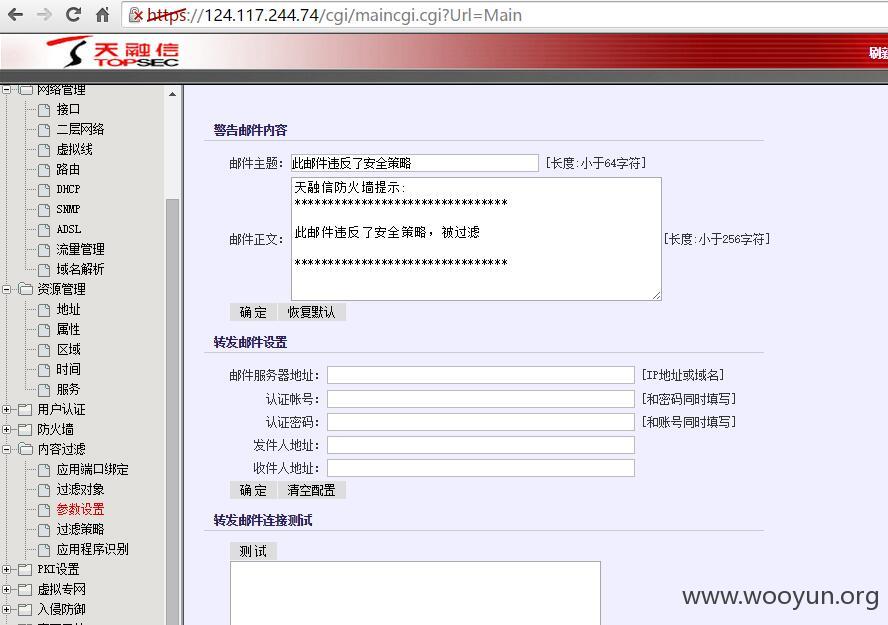 https://124.117.244.74/cgi/maincgi.cgi?Url=Main
天融信
TOPSEC
刷新
网络管理
接口
二层网络
虚拟线
路由
DHCP
SNMP
ADSL
流量管理
域名解析
资源管理
地址
属性
区域
时间
服务
用户认证
防火墙
内容过滤
应用端口绑定
过滤对象
参数设置
过滤策略
应用程序识别
PKI设置
虚拟专网
入侵防御
警告邮件内容
邮件主题： 此邮件违反了安全策略 [长度:小于64字符]
邮件正文： [长度:小于256字符]
天融信防火墙提示:
********************************
此邮件违反了安全策略，被过滤
********************************
确 定 恢复默认
转发邮件设置
邮件服务器地址： [IP地址或域名]
认证帐号： [和密码同时填写]
认证密码： [和账号同时填写]
发件人地址：
收件人地址：
确 定 清空配置
转发邮件连接测试
测 试
www.wooyun.org